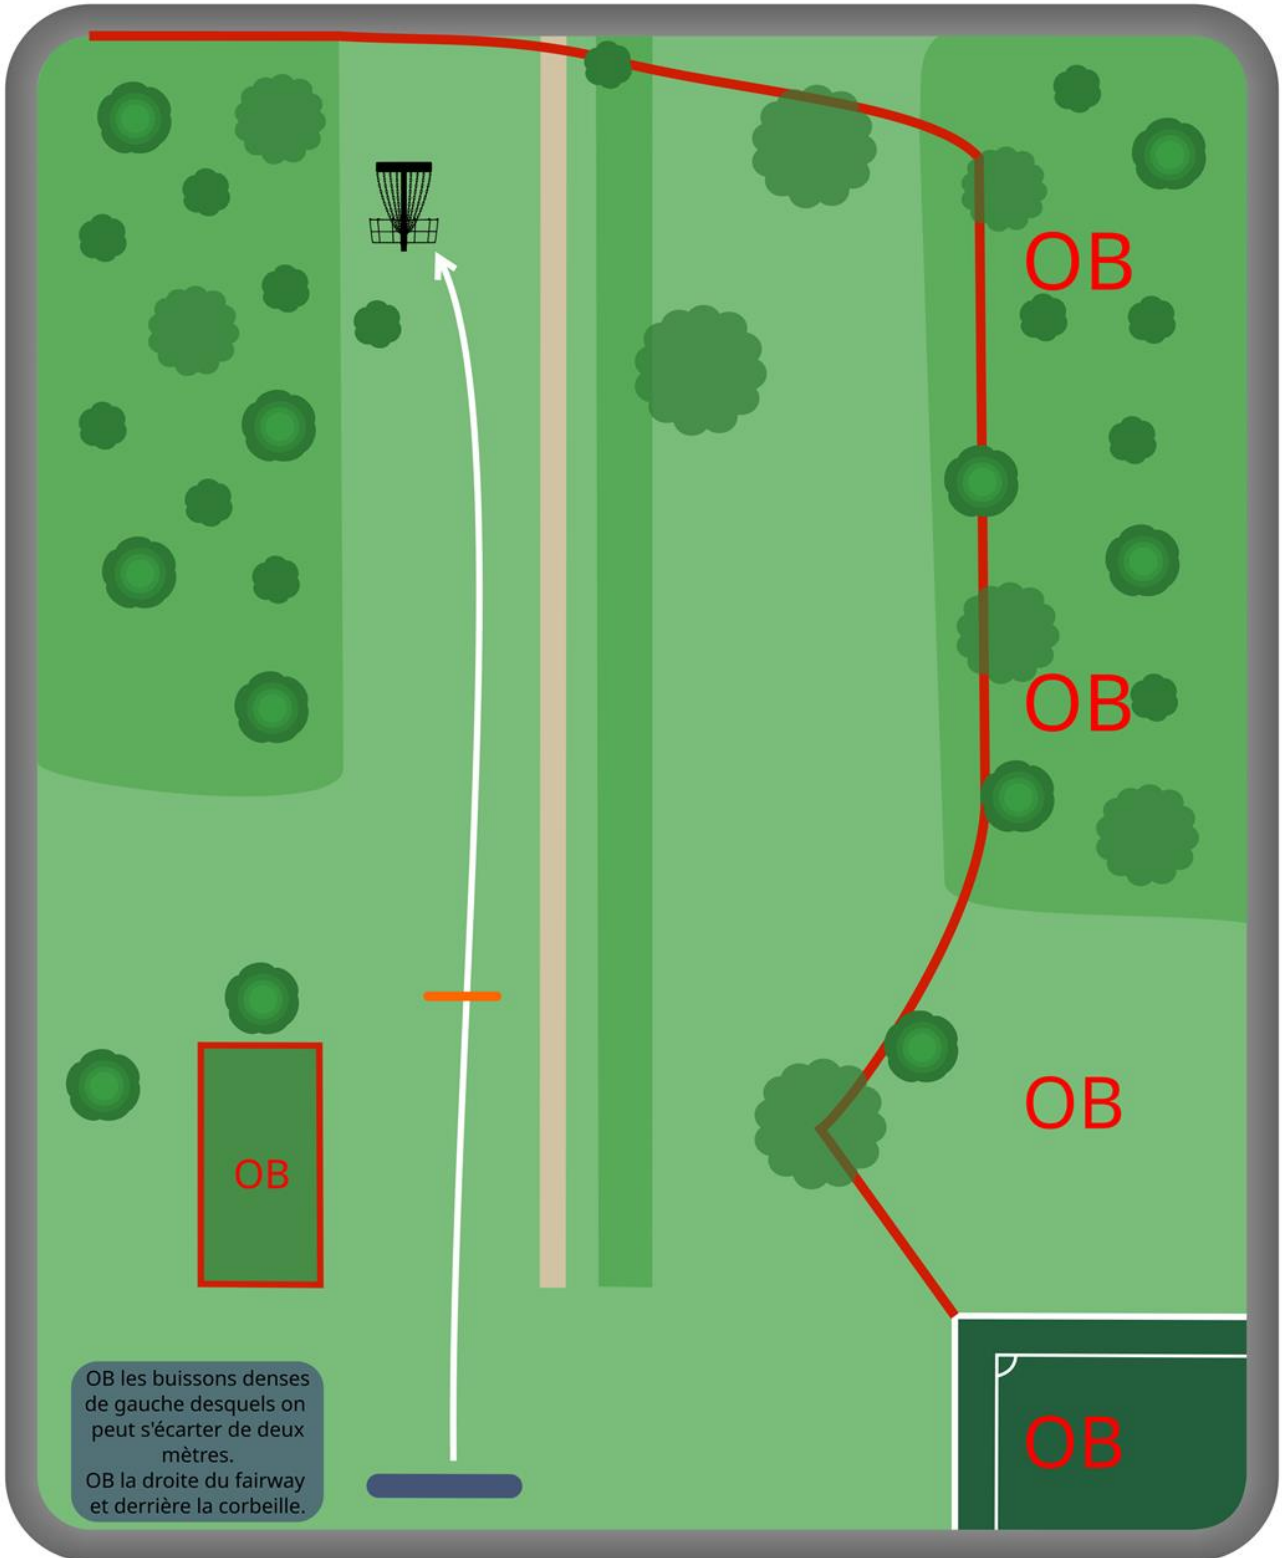 OB
OB
OB
OB
OB les buissons denses
de gauche desquels on
peut s'écarter de deux
mètres.
OB la droite du fairway
et derrière la corbeille.
OB